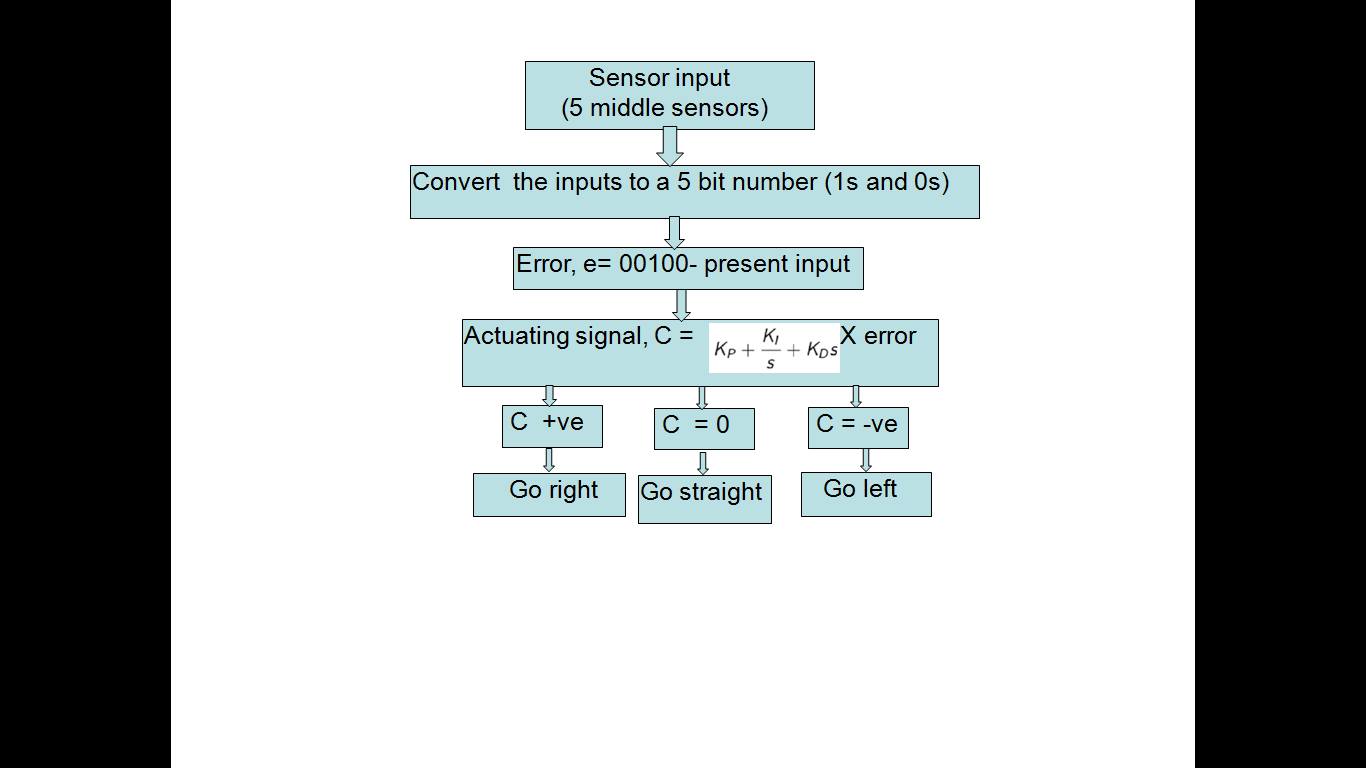 Sensor input
(5 middle sensors)
Convert the inputs to a 5 bit number (1s and 0s)
Error, e= 00100- present input
Actuating signal, C = K_P + K_I/s + K_D s X error
C +ve
C = 0
C = -ve
Go right
Go straight
Go left